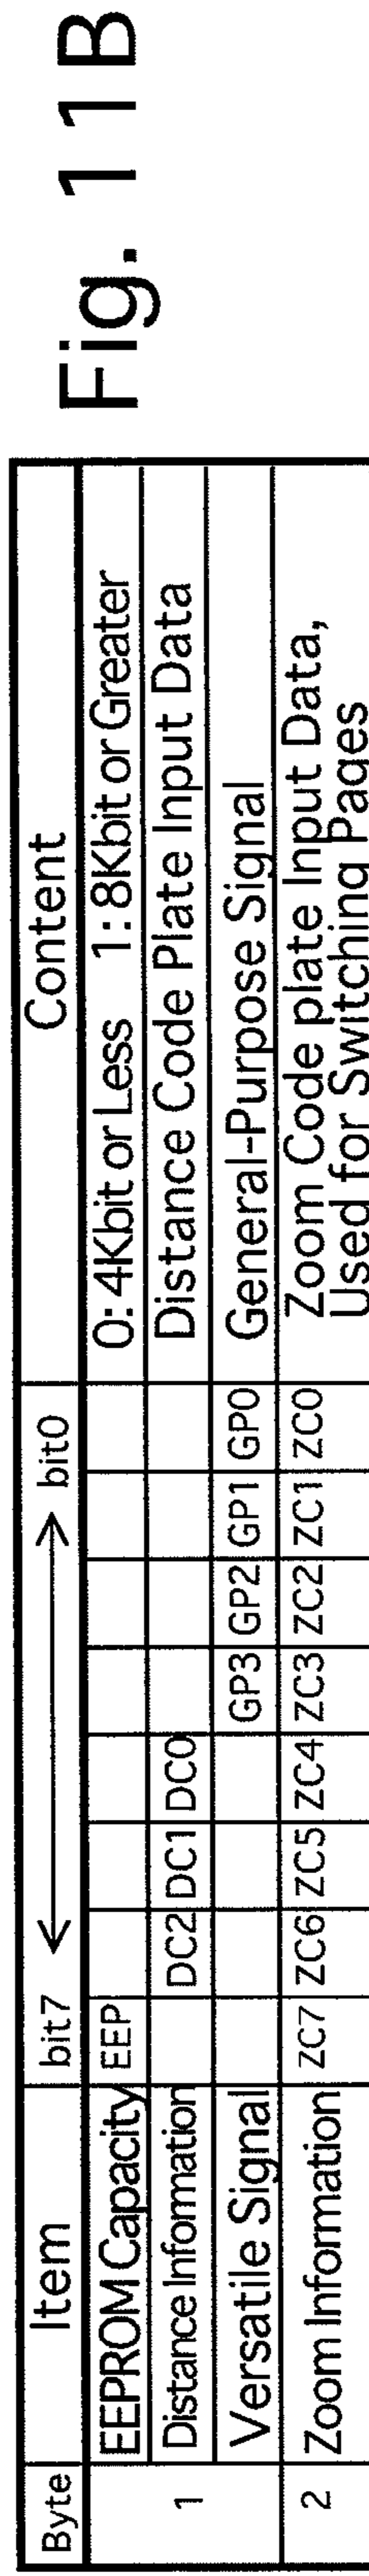 Fig. 11B
Byte Item bit7 bit0 Content
1 EEPROM Capacity EEP 0: 4Kbit or Less 1: 8Kbit or Greater
Distance Information DC2 DC1 DC0 Distance Code Plate Input Data
Versatile Signal GP3 GP2 GP1 GP0 General-Purpose Signal
2 Zoom Information ZC7 ZC6 ZC5 ZC4 ZC3 ZC2 ZC1 ZC0 Zoom Code plate Input Data,
Used for Switching Pages